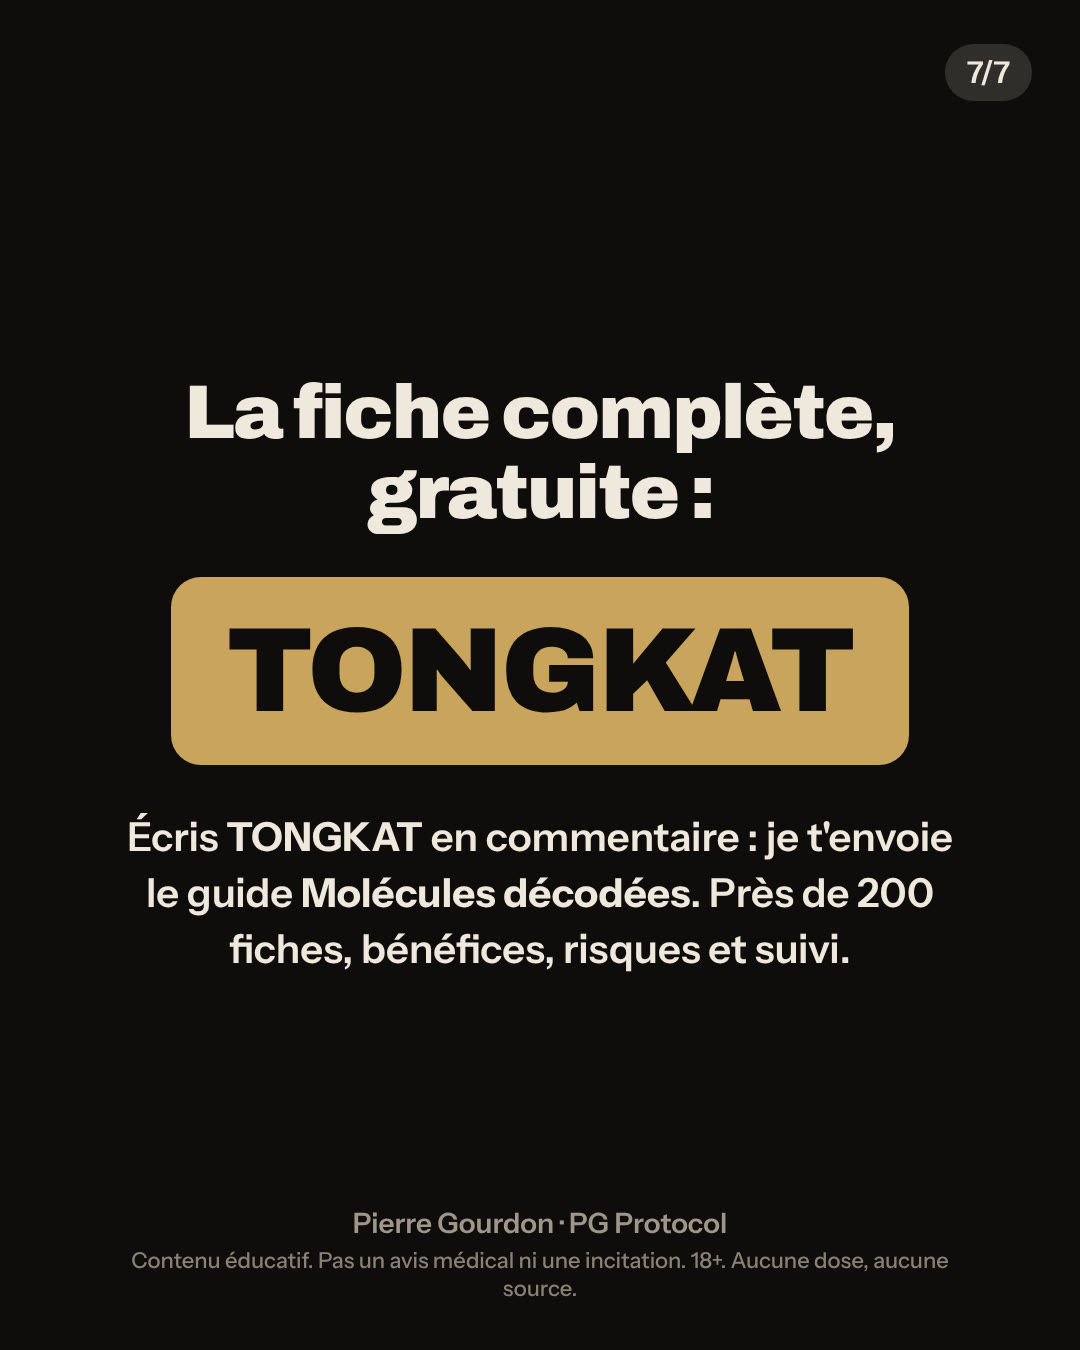 7/7
La fiche complète,
gratuite :
TONGKAT
Écris TONGKAT en commentaire : je t'envoie
le guide Molécules décodées. Près de 200
fiches, bénéfices, risques et suivi.
Pierre Gourdon · PG Protocol
Contenu éducatif. Pas un avis médical ni une incitation. 18+. Aucune dose, aucune
source.